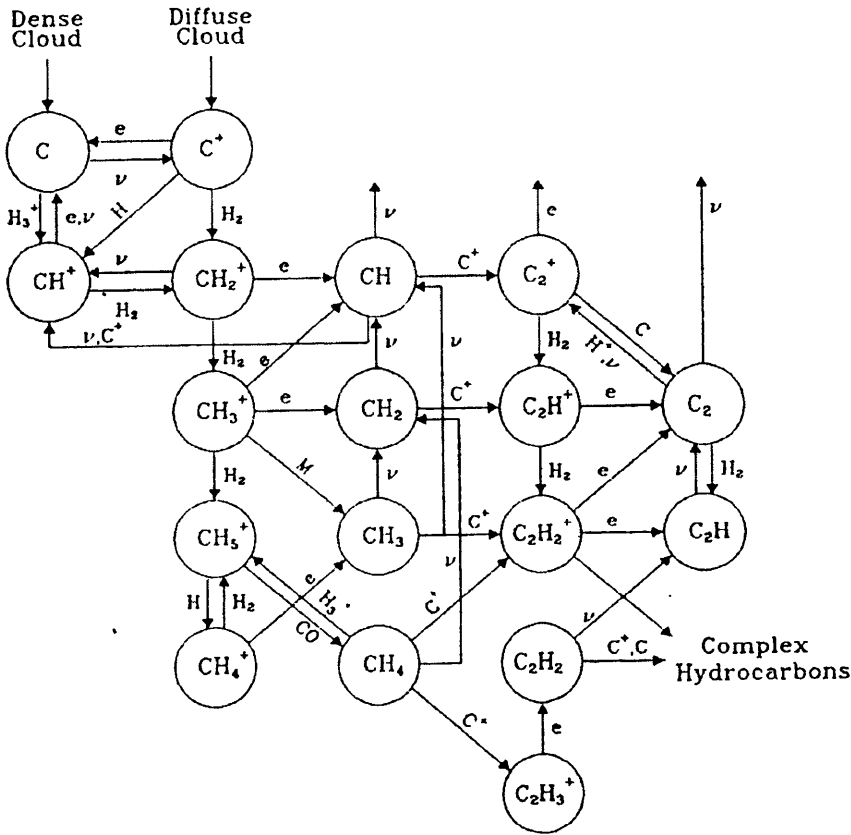 Dense Cloud
Diffuse Cloud
C
e
ν
C⁺
H₃⁺
e,ν
H
H₂
ν
ν
e
ν
CH⁺
ν
H₂
CH₂⁺
e
CH
C⁺
C₂⁺
C
ν,C⁺
H₂
e
ν
ν
H₂
H⁺,ν
CH₃⁺
e
CH₂
C⁺
C₂H⁺
e
C₂
H₂
M
ν
H₂
e
ν
H₂
CH₅⁺
CH₃
C⁺
C₂H₂⁺
e
C₂H
H
H₂
e
H₃⁺
CO
ν
C⁺
ν
CH₄⁺
CH₄
C₂H₂
C⁺,C
Complex
Hydrocarbons
C⁺
e
C₂H₃⁺